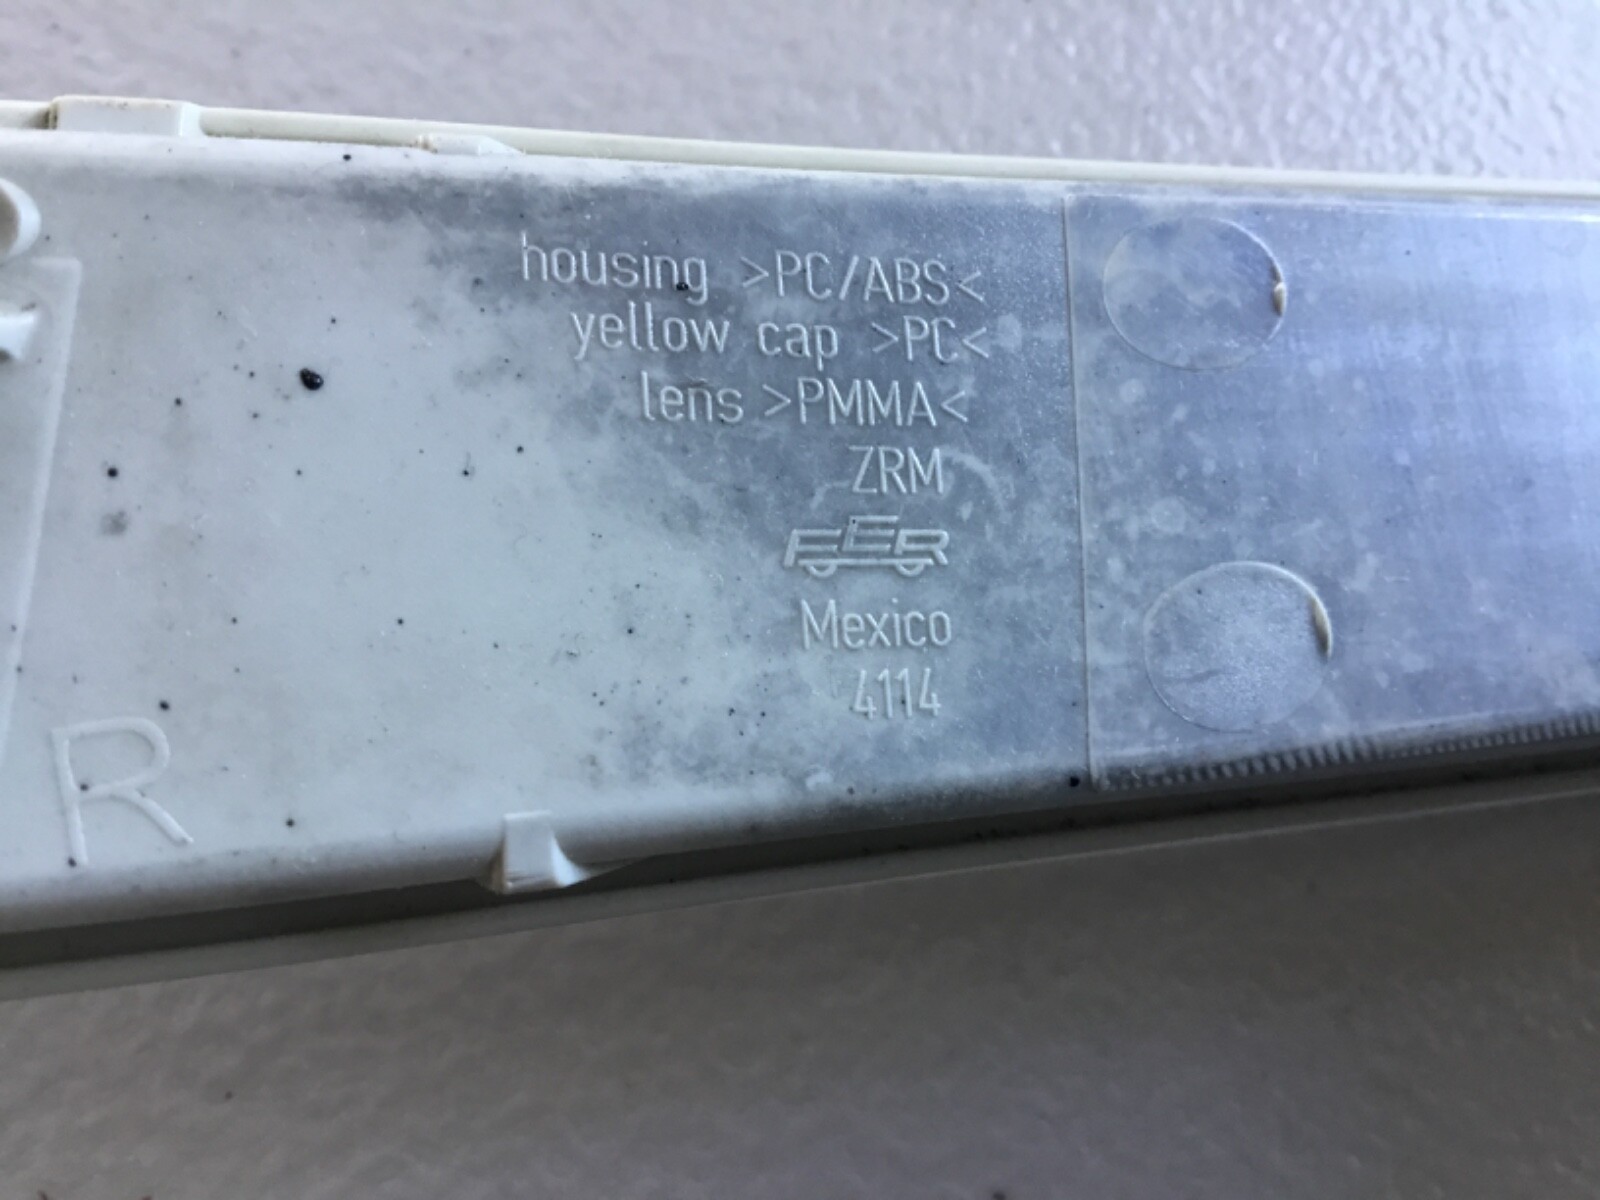 housing >PC/ABS<
yellow cap >PC<
lens >PMMA<
ZRM
FER
Mexico
4114
R